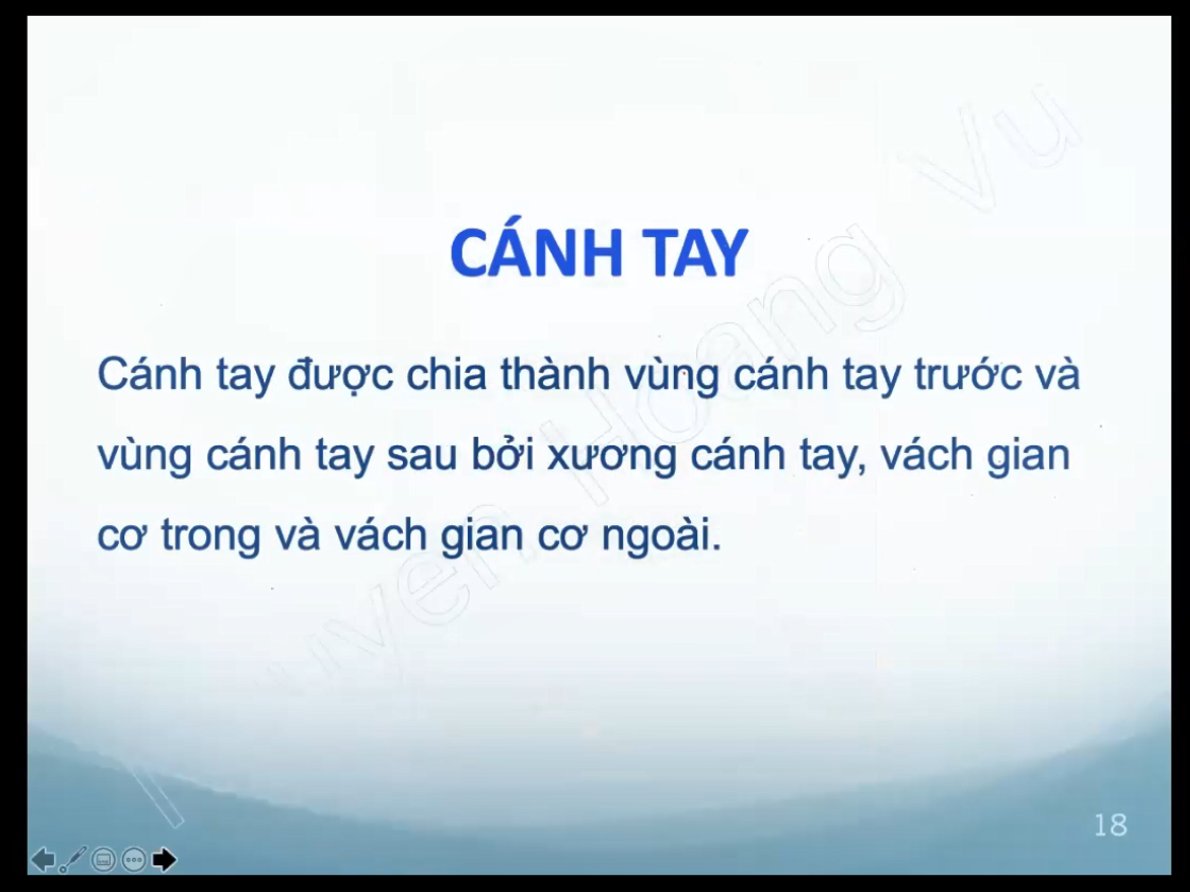 CÁNH TAY
Cánh tay được chia thành vùng cánh tay trước và
vùng cánh tay sau bởi xương cánh tay, vách gian
cơ trong và vách gian cơ ngoài.
uyen Hoang Vu
18